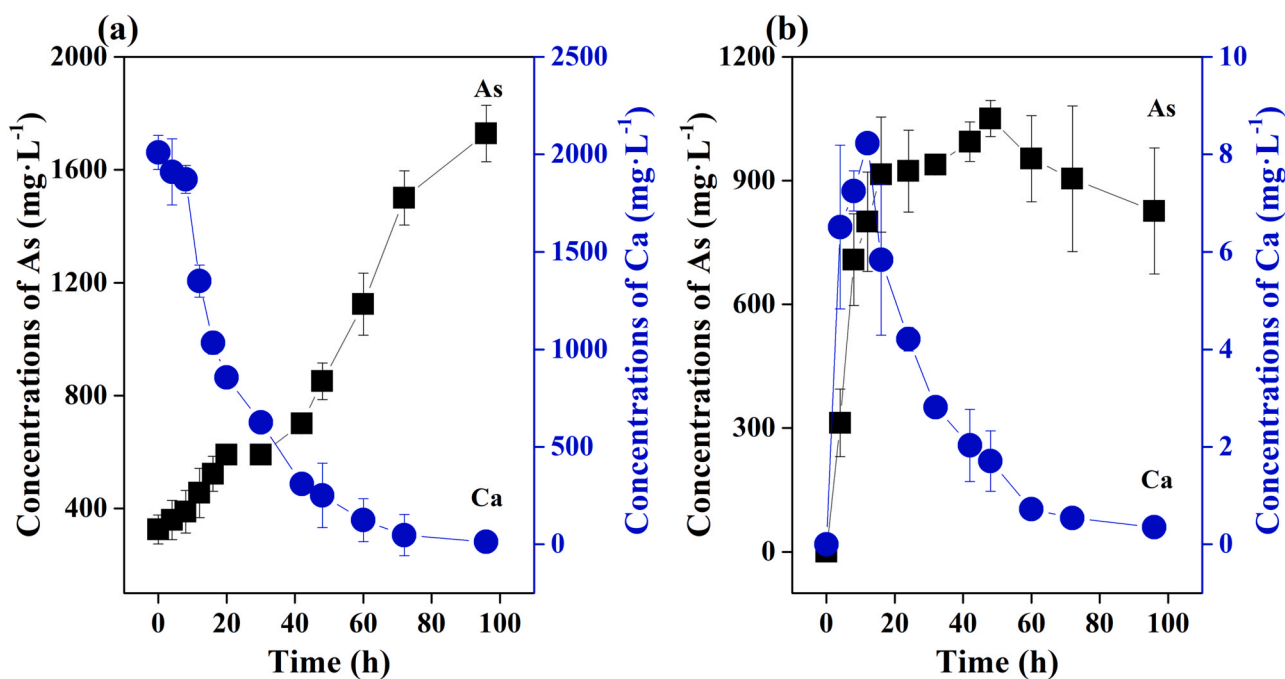 (a)
Concentrations of As (mg·L⁻¹)
2000
1600
1200
800
400
As
Ca
2500
2000
1500
1000
500
0
Concentrations of Ca (mg·L⁻¹)
0 20 40 60 80 100
Time (h)
(b)
Concentrations of As (mg·L⁻¹)
1200
900
600
300
0
As
Ca
10
8
6
4
2
0
Concentrations of Ca (mg·L⁻¹)
0 20 40 60 80 100
Time (h)